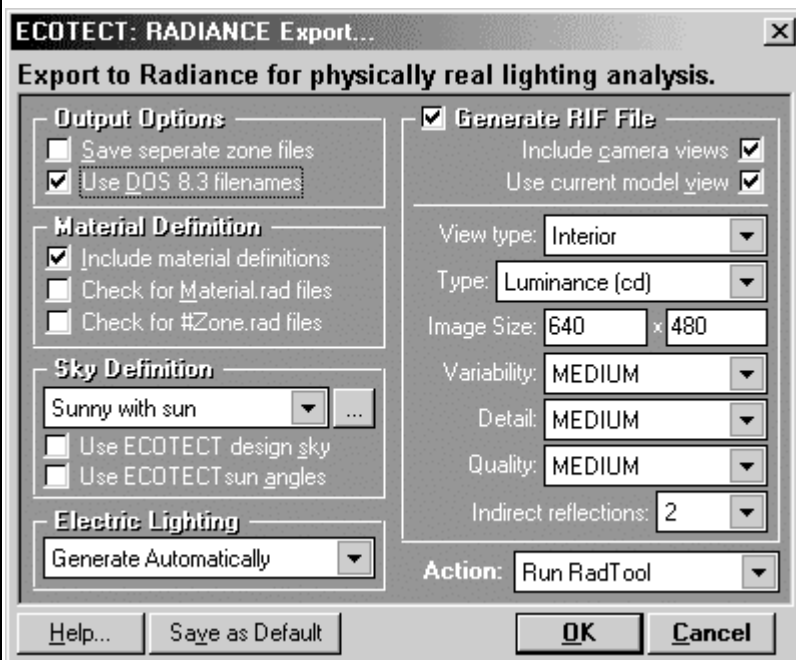 ECOTECT: RADIANCE Export...
Export to Radiance for physically real lighting analysis.
Output Options
Save seperate zone files
Use DOS 8.3 filenames
Material Definition
Include material definitions
Check for Material.rad files
Check for #Zone.rad files
Sky Definition
Sunny with sun
...
Use ECOTECT design sky
Use ECOTECT sun angles
Electric Lighting
Generate Automatically
Generate RIF File
Include camera views
Use current model view
View type: Interior
Type: Luminance (cd)
Image Size: 640 x 480
Variability: MEDIUM
Detail: MEDIUM
Quality: MEDIUM
Indirect reflections: 2
Action: Run RadTool
Help... Save as Default OK Cancel